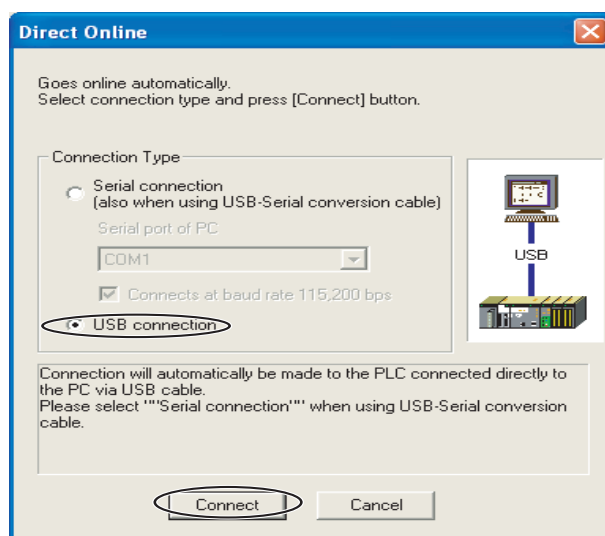 Direct Online
Goes online automatically.
Select connection type and press [Connect] button.
Connection Type
Serial connection
(also when using USB-Serial conversion cable)
Serial port of PC
COM1
Connects at baud rate 115,200 bps
USB connection
USB
Connection will automatically be made to the PLC connected directly to
the PC via USB cable.
Please select ""Serial connection"" when using USB-Serial conversion
cable.
Connect
Cancel